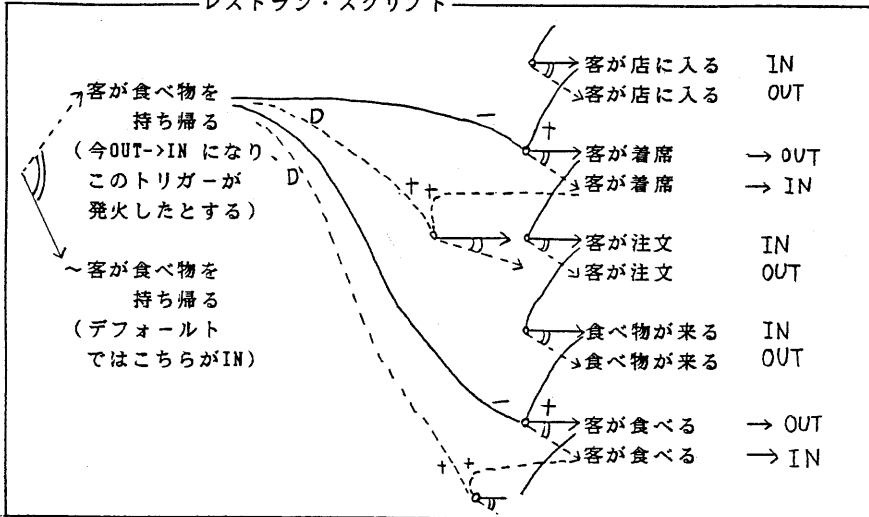 レストラン・スクリプト
客が店に入る IN
客が店に入る OUT
客が食べ物を
持ち帰る
(今OUT->IN になり、
このトリガーが
発火したとする)
D
D
−
+
客が着席 → OUT
客が着席 → IN
+ +
客が注文 IN
客が注文 OUT
~客が食べ物を
持ち帰る
(デフォールト
ではこちらがIN)
食べ物が来る IN
食べ物が来る OUT
−
+
客が食べる → OUT
客が食べる → IN
+ +